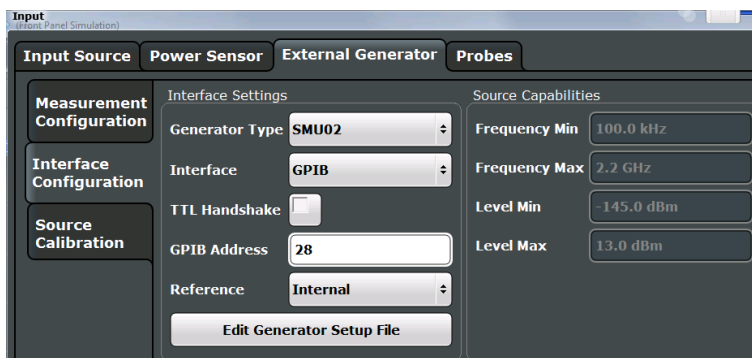 Input
(Front Panel Simulation)
Input Source Power Sensor External Generator Probes
Measurement
Configuration
Interface
Configuration
Source
Calibration
Interface Settings
Generator Type SMU02
Interface GPIB
TTL Handshake
GPIB Address 28
Reference Internal
Edit Generator Setup File
Source Capabilities
Frequency Min 100.0 kHz
Frequency Max 2.2 GHz
Level Min -145.0 dBm
Level Max 13.0 dBm